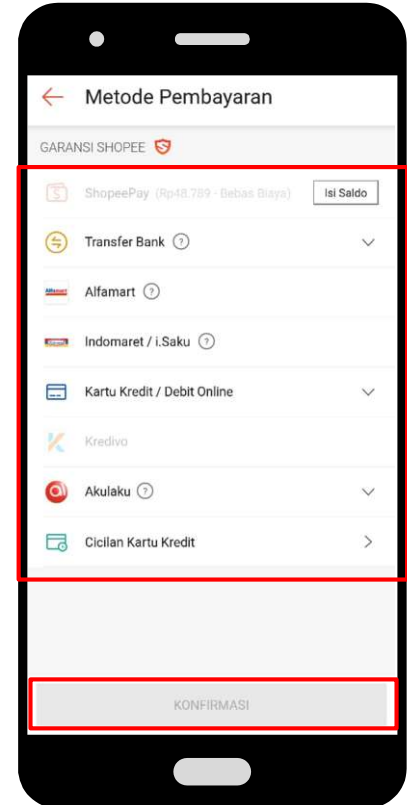 Metode Pembayaran
GARANSI SHOPEE
ShopeePay (Rp48.789 - Bebas Biaya) Isi Saldo
Transfer Bank ?
Alfamart Alfamart ?
Indomaret / i.Saku ?
Kartu Kredit / Debit Online
Kredivo
Akulaku ?
Cicilan Kartu Kredit
KONFIRMASI